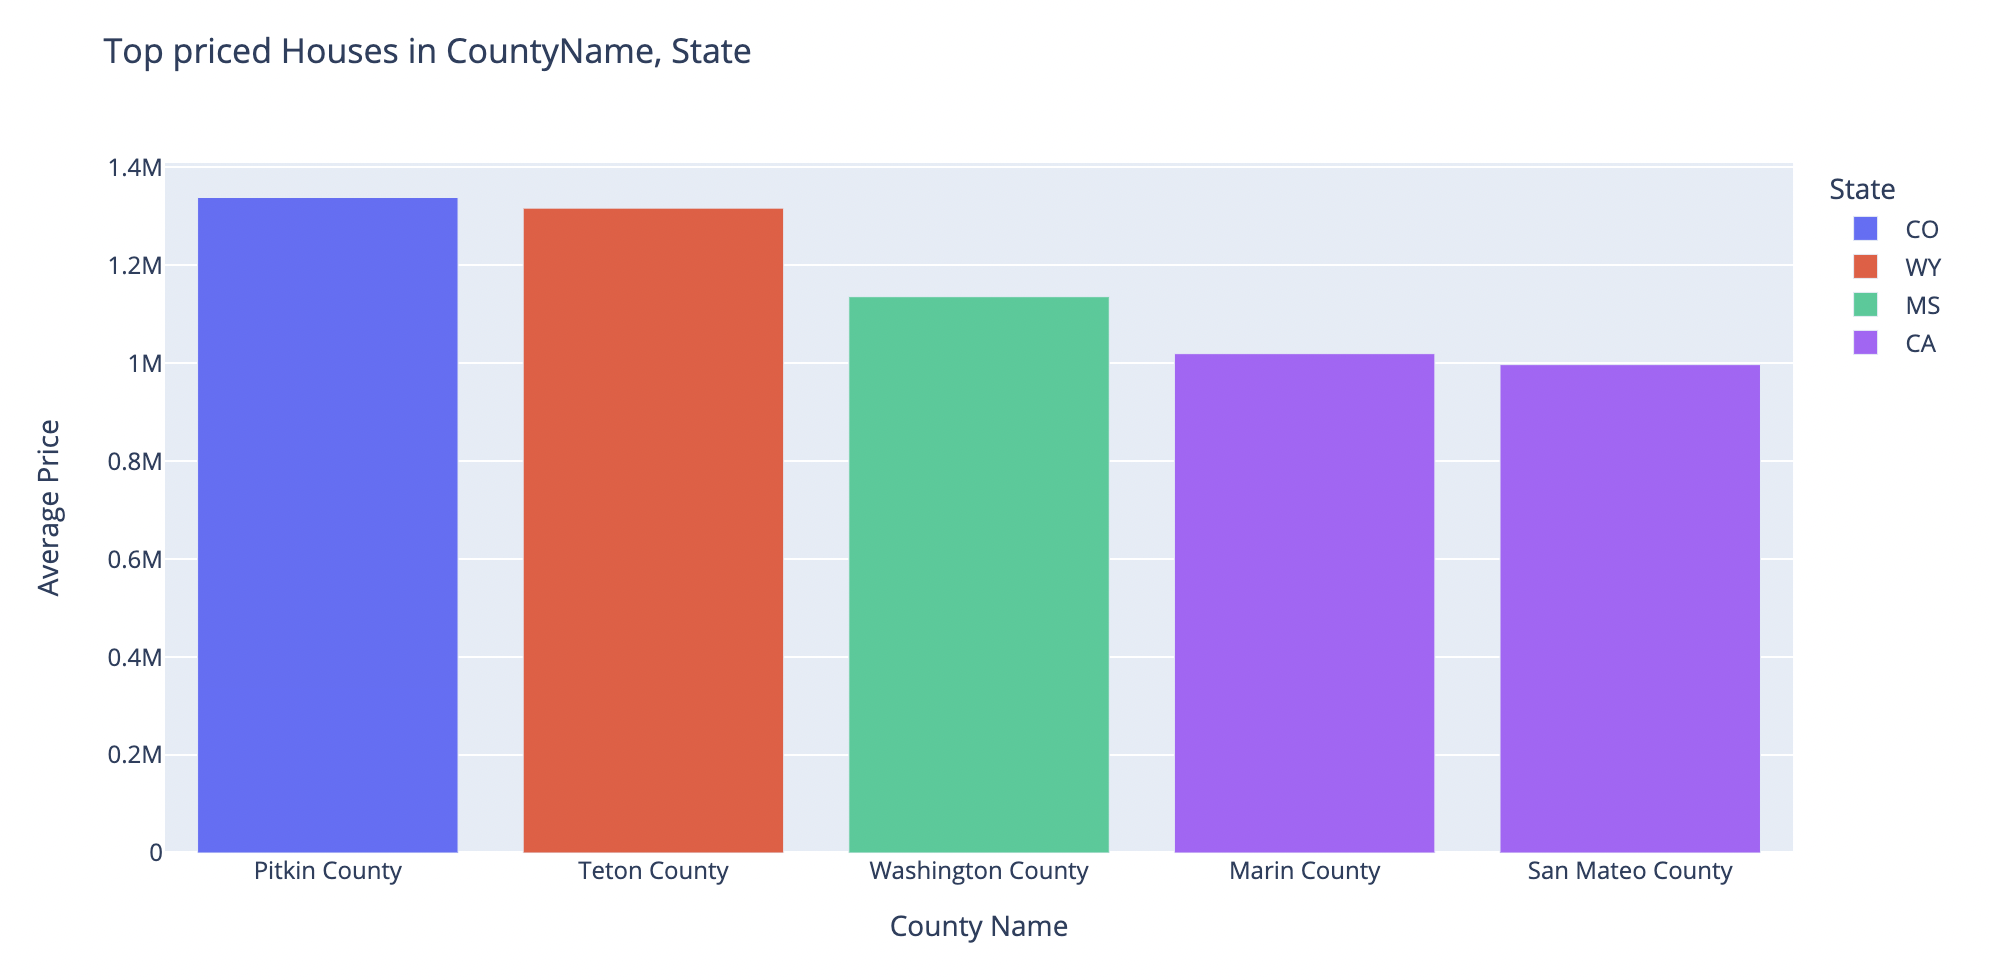 Top priced Houses in CountyName, State
1.4M
1.2M
1M
0.8M
0.6M
0.4M
0.2M
0
Average Price
Pitkin County
Teton County
Washington County
Marin County
San Mateo County
County Name
State
CO
WY
MS
CA